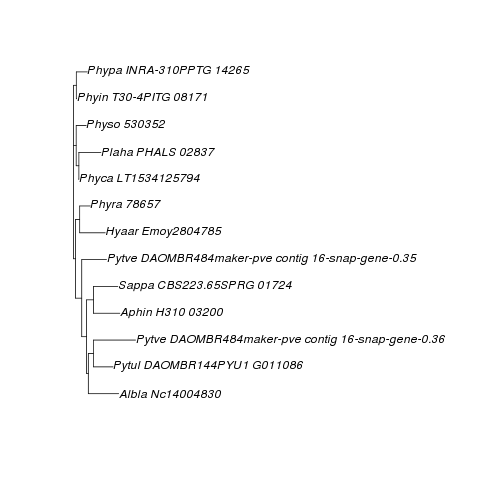 Phypa INRA-310PPTG 14265
Phyin T30-4PITG 08171
Physo 530352
Plaha PHALS 02837
Phyca LT1534125794
Phyra 78657
Hyaar Emoy2804785
Pytve DAOMBR484maker-pve contig 16-snap-gene-0.35
Sappa CBS223.65SPRG 01724
Aphin H310 03200
Pytve DAOMBR484maker-pve contig 16-snap-gene-0.36
Pytul DAOMBR144PYU1 G011086
Albla Nc14004830